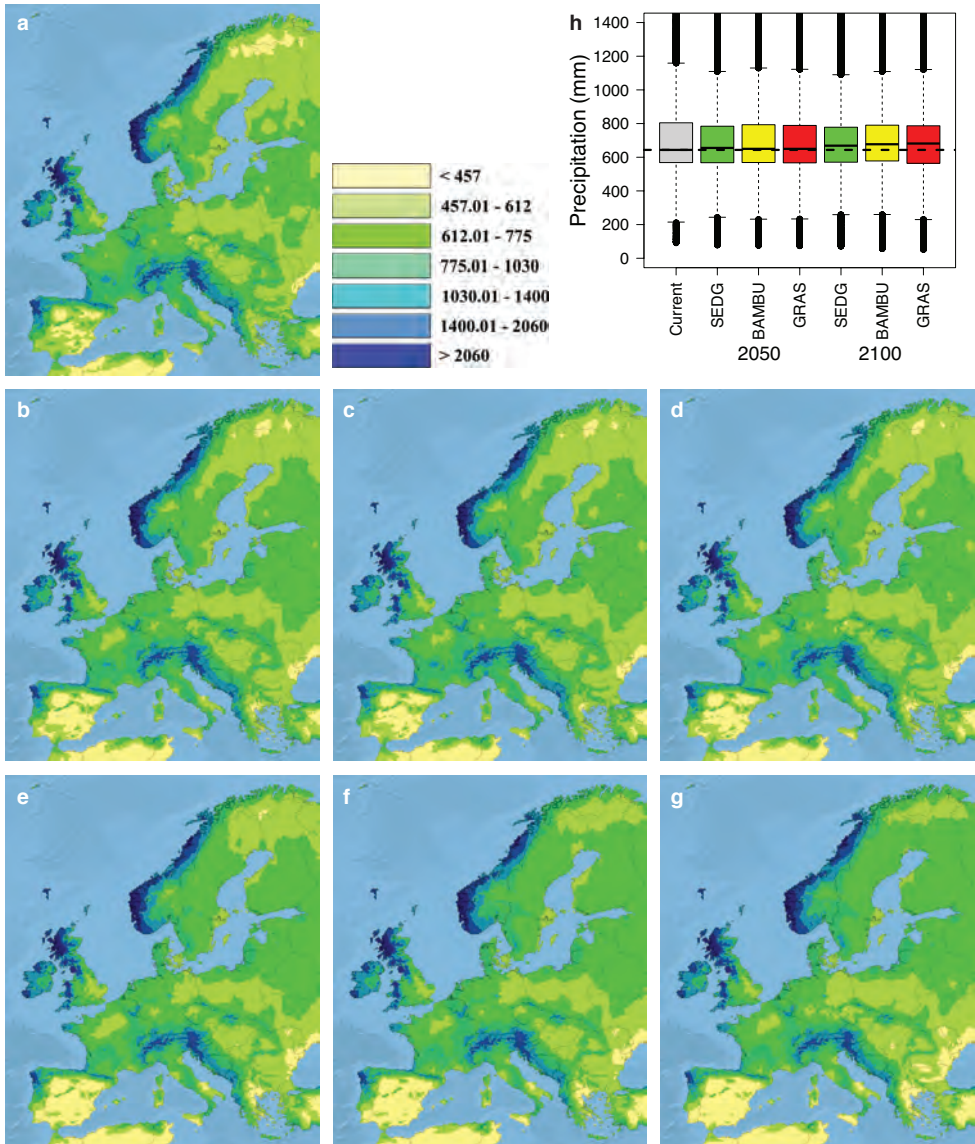 a
< 457
457.01 - 612
612.01 - 775
775.01 - 1030
1030.01 - 1400
1400.01 - 2060
> 2060
h
Precipitation (mm)
1400
1200
1000
800
600
400
200
0
Current
SEDG
BAMBU
GRAS
SEDG
BAMBU
GRAS
2050
2100
b
c
d
e
f
g